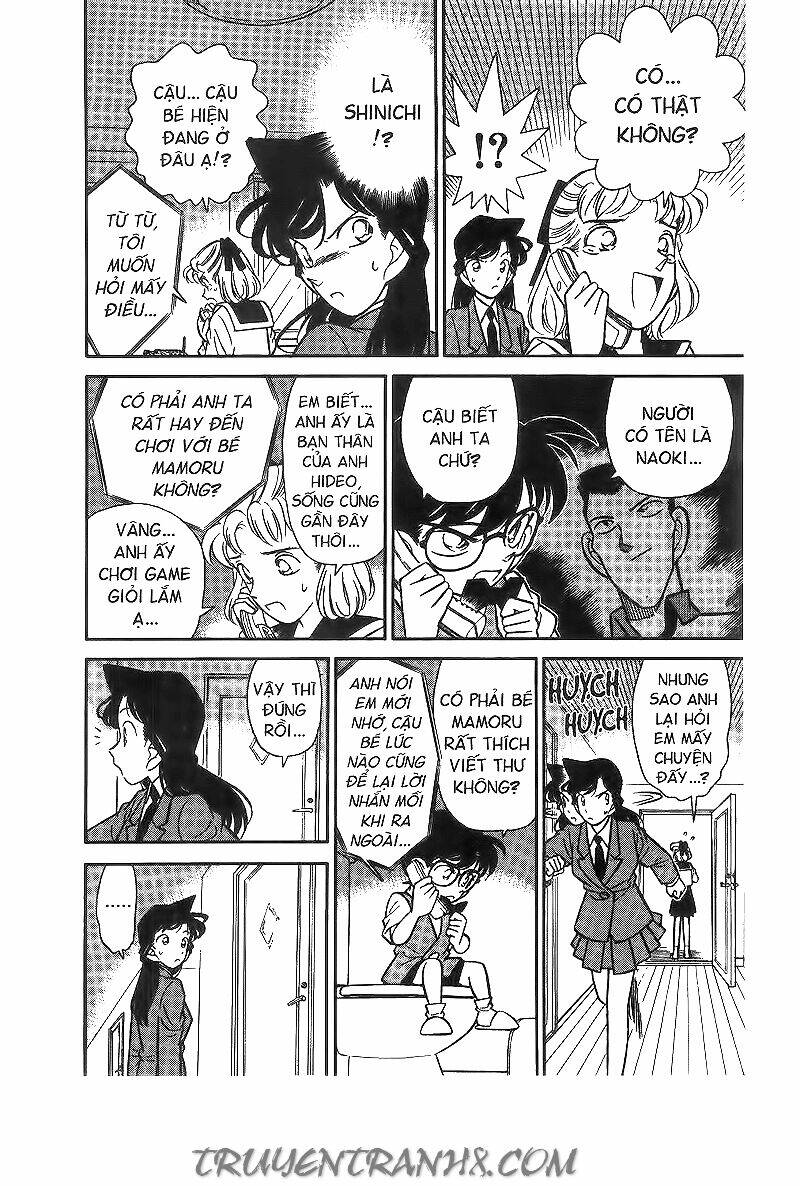 CÓ...
CÓ THẬT
KHÔNG?
!?
LÀ
SHINICHI
!?
CẬU... CẬU
BÉ HIỆN
ĐANG Ở
ĐÂU Ạ!?
TỪ TỪ,
TÔI
MUỐN
HỎI MẤY
ĐIỀU...
NGƯỜI
CÓ TÊN LÀ
NAOKI...
CẬU BIẾT
ANH TA
CHỨ?
EM BIẾT...
ANH ẤY LÀ
BẠN THÂN
CỦA ANH
HIDEO,
SỐNG CŨNG
GẦN ĐÂY
THÔI...
CÓ PHẢI ANH TA
RẤT HAY ĐẾN
CHƠI VỚI BÉ
MAMORU
KHÔNG?
VÂNG...
ANH ẤY
CHƠI GAME
GIỎI LẮM
Ạ...
NHƯNG
SAO ANH
LẠI HỎI
EM MẤY
CHUYỆN
ĐẤY...?
HUỴCH
HUỴCH
CÓ PHẢI BÉ
MAMORU
RẤT THÍCH
VIẾT THƯ
KHÔNG?
ANH NÓI
EM MỚI
NHỚ, CẬU
BÉ LÚC
NÀO CŨNG
ĐỂ LẠI LỜI
NHẮN MỖI
KHI RA
NGOÀI...
VẬY THÌ
ĐÚNG
RỒI...
......
TRUYENTRANH8.COM